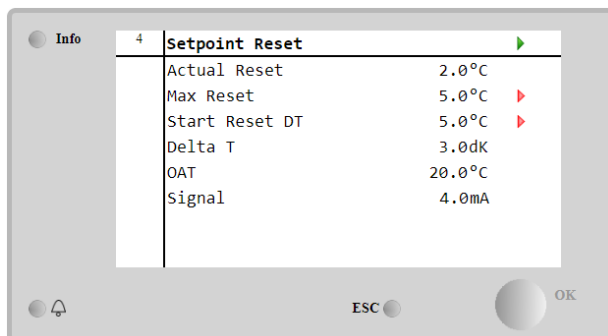 Info
4 Setpoint Reset
Actual Reset 2.0°C
Max Reset 5.0°C
Start Reset DT 5.0°C
Delta T 3.0dK
OAT 20.0°C
Signal 4.0mA
ESC
OK